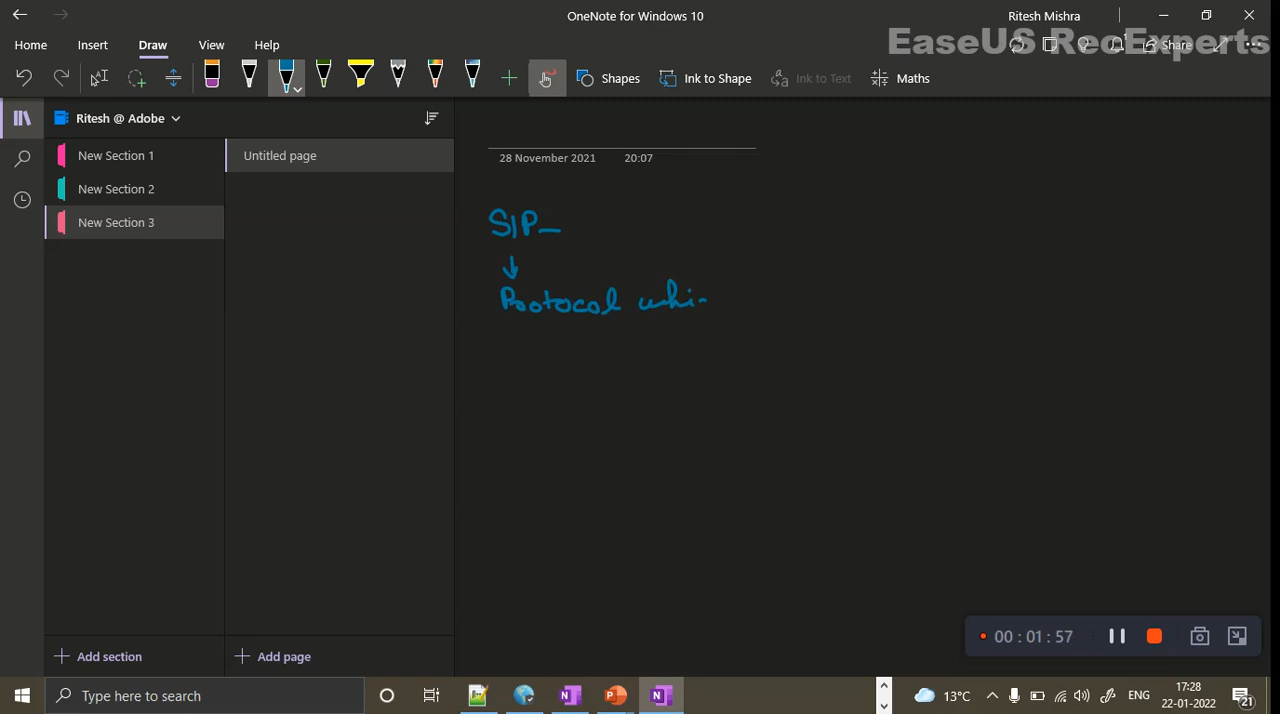 OneNote for Windows 10
Ritesh Mishra
Home Insert Draw View Help
Share
EaseUS RecExperts
Shapes Ink to Shape Ink to Text Maths
Ritesh @ Adobe
New Section 1
New Section 2
New Section 3
Untitled page
28 November 2021 20:07
SIP_
↓
Protocol whi-
00 : 01 : 57
Add section
Add page
Type here to search
13°C
ENG
17:28
22-01-2022
21